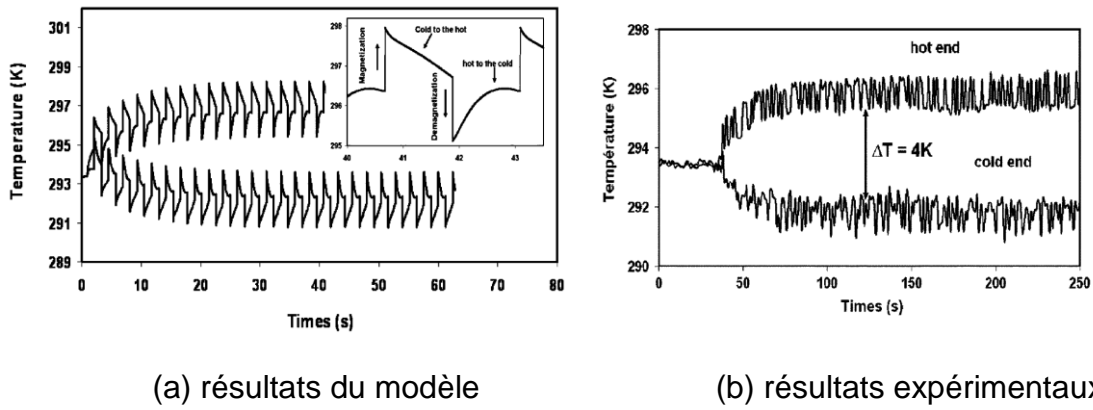 Temperature (K)
301
299
297
295
293
291
289
0 10 20 30 40 50 60 70 80
Times (s)
298
297
296
295
40 41 42 43
Magnetization
Cold to the hot
Demagnetization
hot to the cold
(a) résultats du modèle
Température (K)
298
296
294
292
290
0 50 100 150 200 250
Times (s)
hot end
ΔT = 4K
cold end
(b) résultats expérimentaux